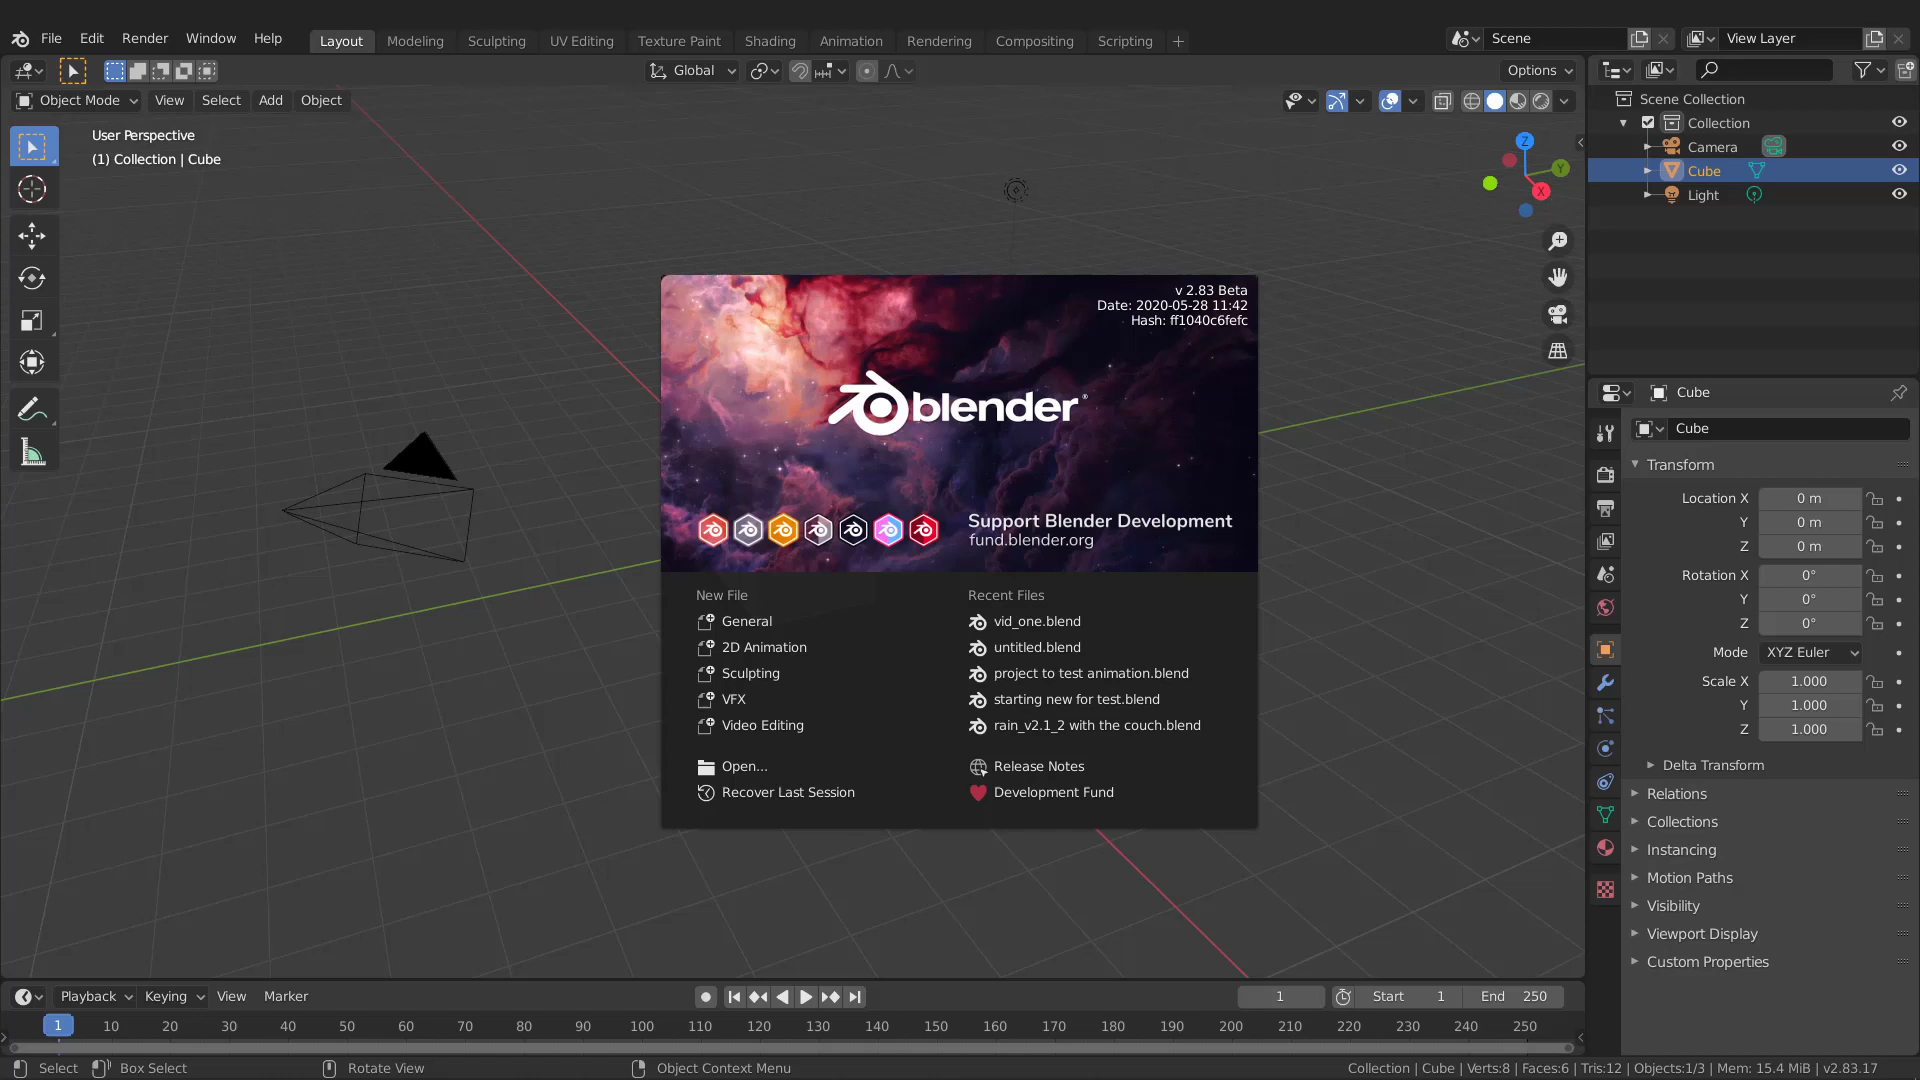 File Edit Render Window Help Layout Modeling Sculpting UV Editing Texture Paint Shading Animation Rendering Compositing Scripting + Scene View Layer
Global Options
Object Mode View Select Add Object
User Perspective
(1) Collection | Cube
Z
Y
X
Scene Collection
Collection
Camera
Cube
Light
v 2.83 Beta
Date: 2020-05-28 11:42
Hash: ff1040c6fefc
blender
Support Blender Development
fund.blender.org
New File
General
2D Animation
Sculpting
VFX
Video Editing
Open...
Recover Last Session
Recent Files
vid_one.blend
untitled.blend
project to test animation.blend
starting new for test.blend
rain_v2.1_2 with the couch.blend
Release Notes
Development Fund
Cube
Cube
Transform
Location X 0 m
Y 0 m
Z 0 m
Rotation X 0°
Y 0°
Z 0°
Mode XYZ Euler
Scale X 1.000
Y 1.000
Z 1.000
Delta Transform
Relations
Collections
Instancing
Motion Paths
Visibility
Viewport Display
Custom Properties
Playback Keying View Marker 1 Start 1 End 250
1 10 20 30 40 50 60 70 80 90 100 110 120 130 140 150 160 170 180 190 200 210 220 230 240 250
Select Box Select Rotate View Object Context Menu Collection | Cube | Verts:8 | Faces:6 | Tris:12 | Objects:1/3 | Mem: 15.4 MiB | v2.83.17